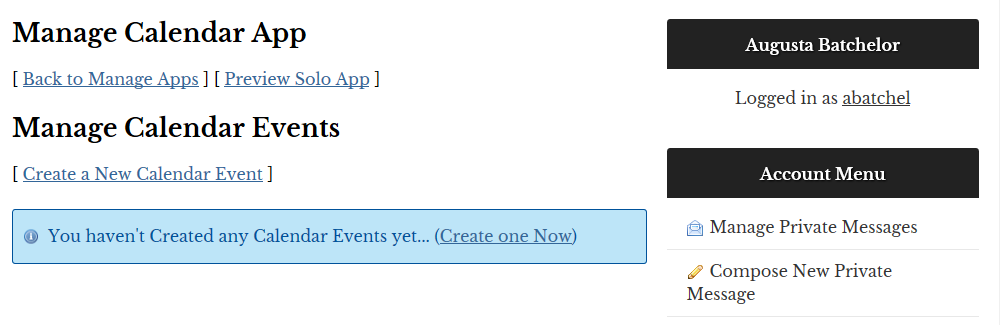 Manage Calendar App
[ Back to Manage Apps ] [ Preview Solo App ]
Manage Calendar Events
[ Create a New Calendar Event ]
You haven't Created any Calendar Events yet... (Create one Now)
Augusta Batchelor
Logged in as abatchel
Account Menu
Manage Private Messages
Compose New Private
Message